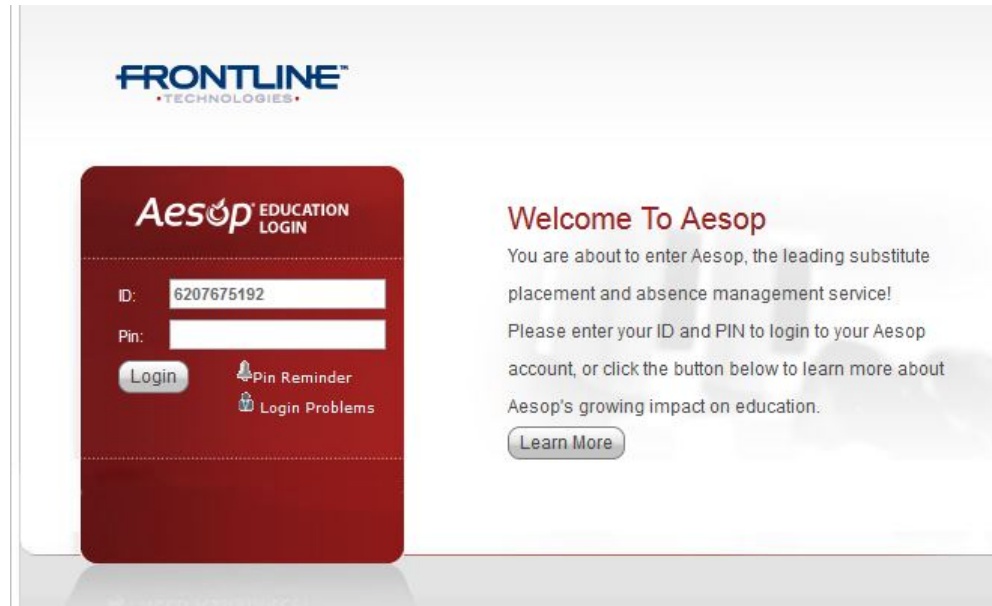 FRONTLINE™
•TECHNOLOGIES•
Aesop EDUCATION
LOGIN
ID: 6207675192
Pin:
Login
Pin Reminder
Login Problems
Welcome To Aesop
You are about to enter Aesop, the leading substitute
placement and absence management service!
Please enter your ID and PIN to login to your Aesop
account, or click the button below to learn more about
Aesop's growing impact on education.
Learn More